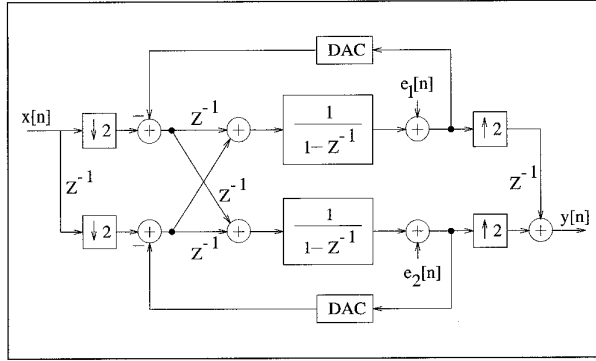 DAC
e₁[n]
x[n]
↓ 2
−
+
Z⁻¹
+
1
1− Z⁻¹
+
↑ 2
Z⁻¹
Z⁻¹
Z⁻¹
y[n]
↓ 2
+
−
Z⁻¹
+
1
1− Z⁻¹
+
↑ 2
+
e₂[n]
DAC